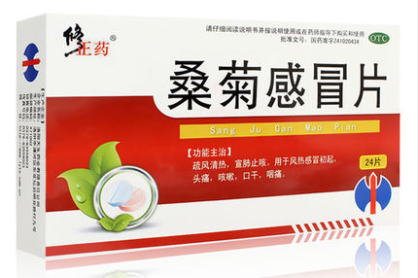 请仔细阅读说明书并按说明使用或在药师指导下购买和使用
批准文号：国药准字Z41020434
OTC
修正药
桑菊感冒片
Sang Ju Gan Mao Pian
【功能主治】
疏风清热，宣肺止咳。用于风热感冒初起，
头痛，咳嗽，口干，咽痛。
24片